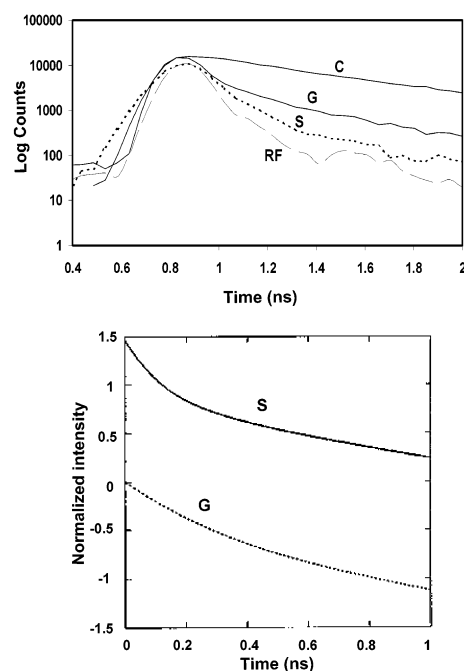 100000
10000
1000
100
10
1
Log Counts
C
G
S
RF
0.4 0.6 0.8 1 1.2 1.4 1.6 1.8 2
Time (ns)
1.5
1
0.5
0
-0.5
-1
-1.5
Normalized intensity
S
G
0 0.2 0.4 0.6 0.8 1
Time (ns)